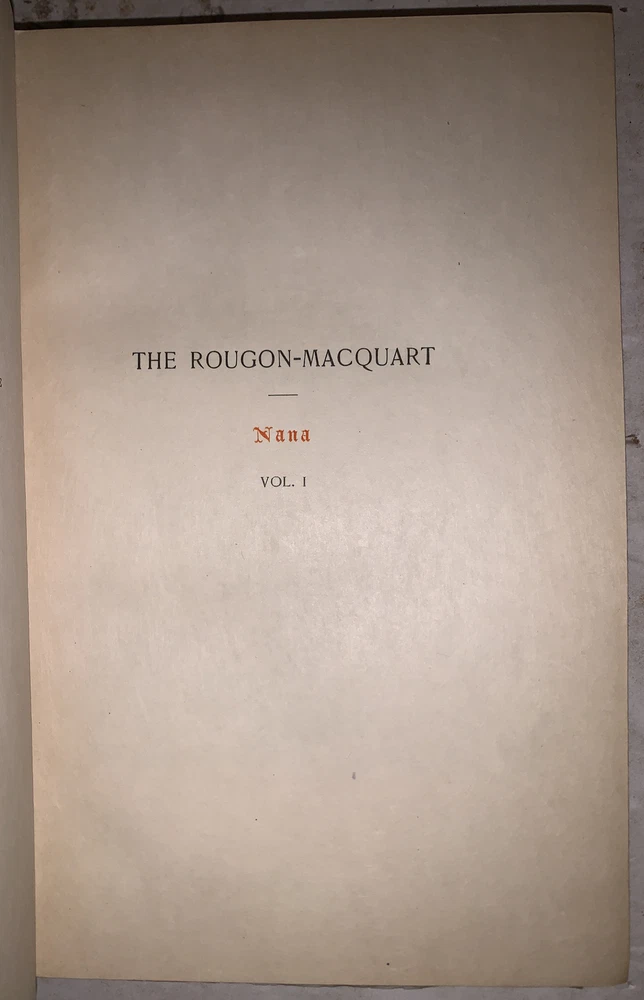 THE ROUGON-MACQUART
Nana
VOL. I